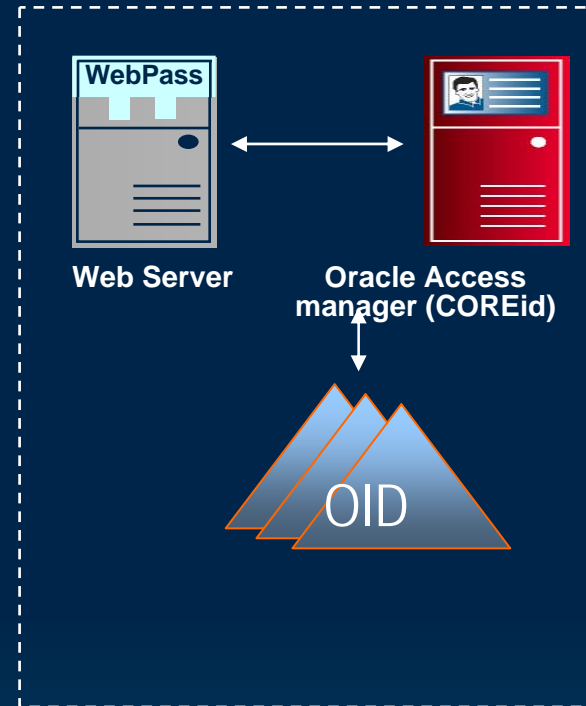 WebPass
Web Server
Oracle Access
manager (COREid)
OID